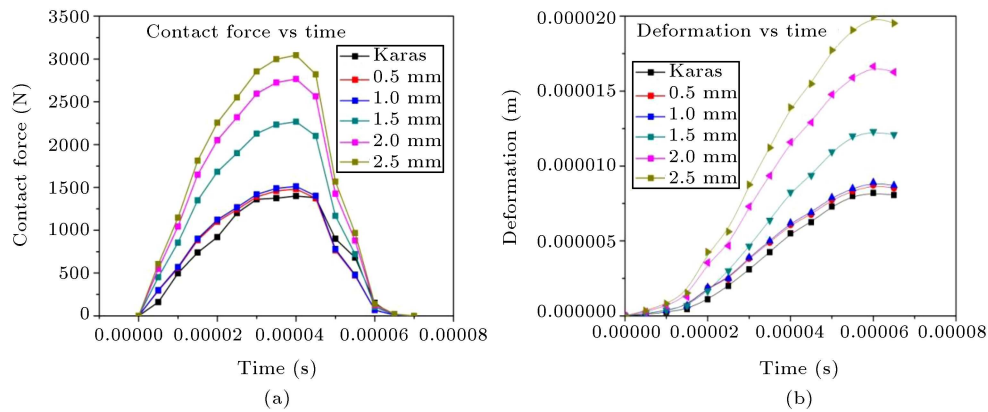 Contact force vs time
Karas
0.5 mm
1.0 mm
1.5 mm
2.0 mm
2.5 mm
3500
3000
2500
2000
1500
1000
500
0
Contact force (N)
0.00000
0.00002
0.00004
0.00006
0.00008
Time (s)
(a)
Deformation vs time
Karas
0.5 mm
1.0 mm
1.5 mm
2.0 mm
2.5 mm
0.000020
0.000015
0.000010
0.000005
0.000000
Deformation (m)
0.00000
0.00002
0.00004
0.00006
0.00008
Time (s)
(b)